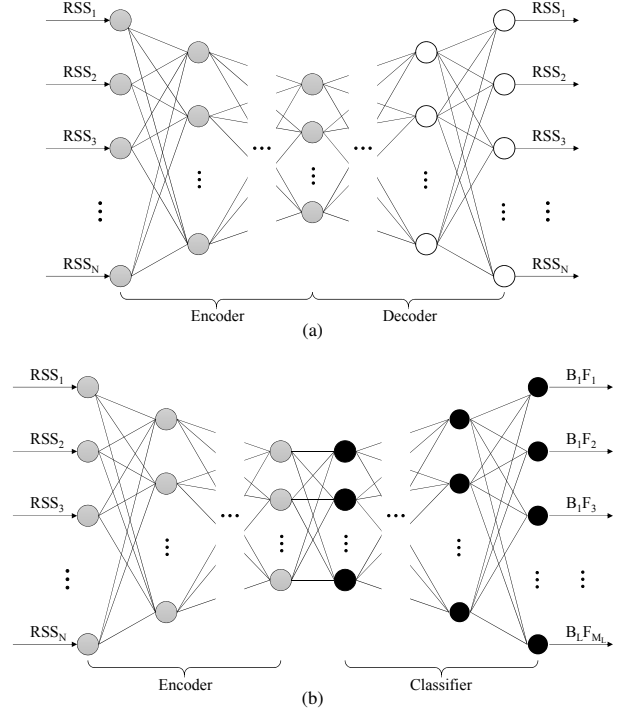 RSS1 RSS1
RSS2 RSS2
RSS3 RSS3
RSSN RSSN
Encoder Decoder
(a)
RSS1 B1F1
RSS2 B1F2
RSS3 B1F3
RSSN BLFML
Encoder Classifier
(b)